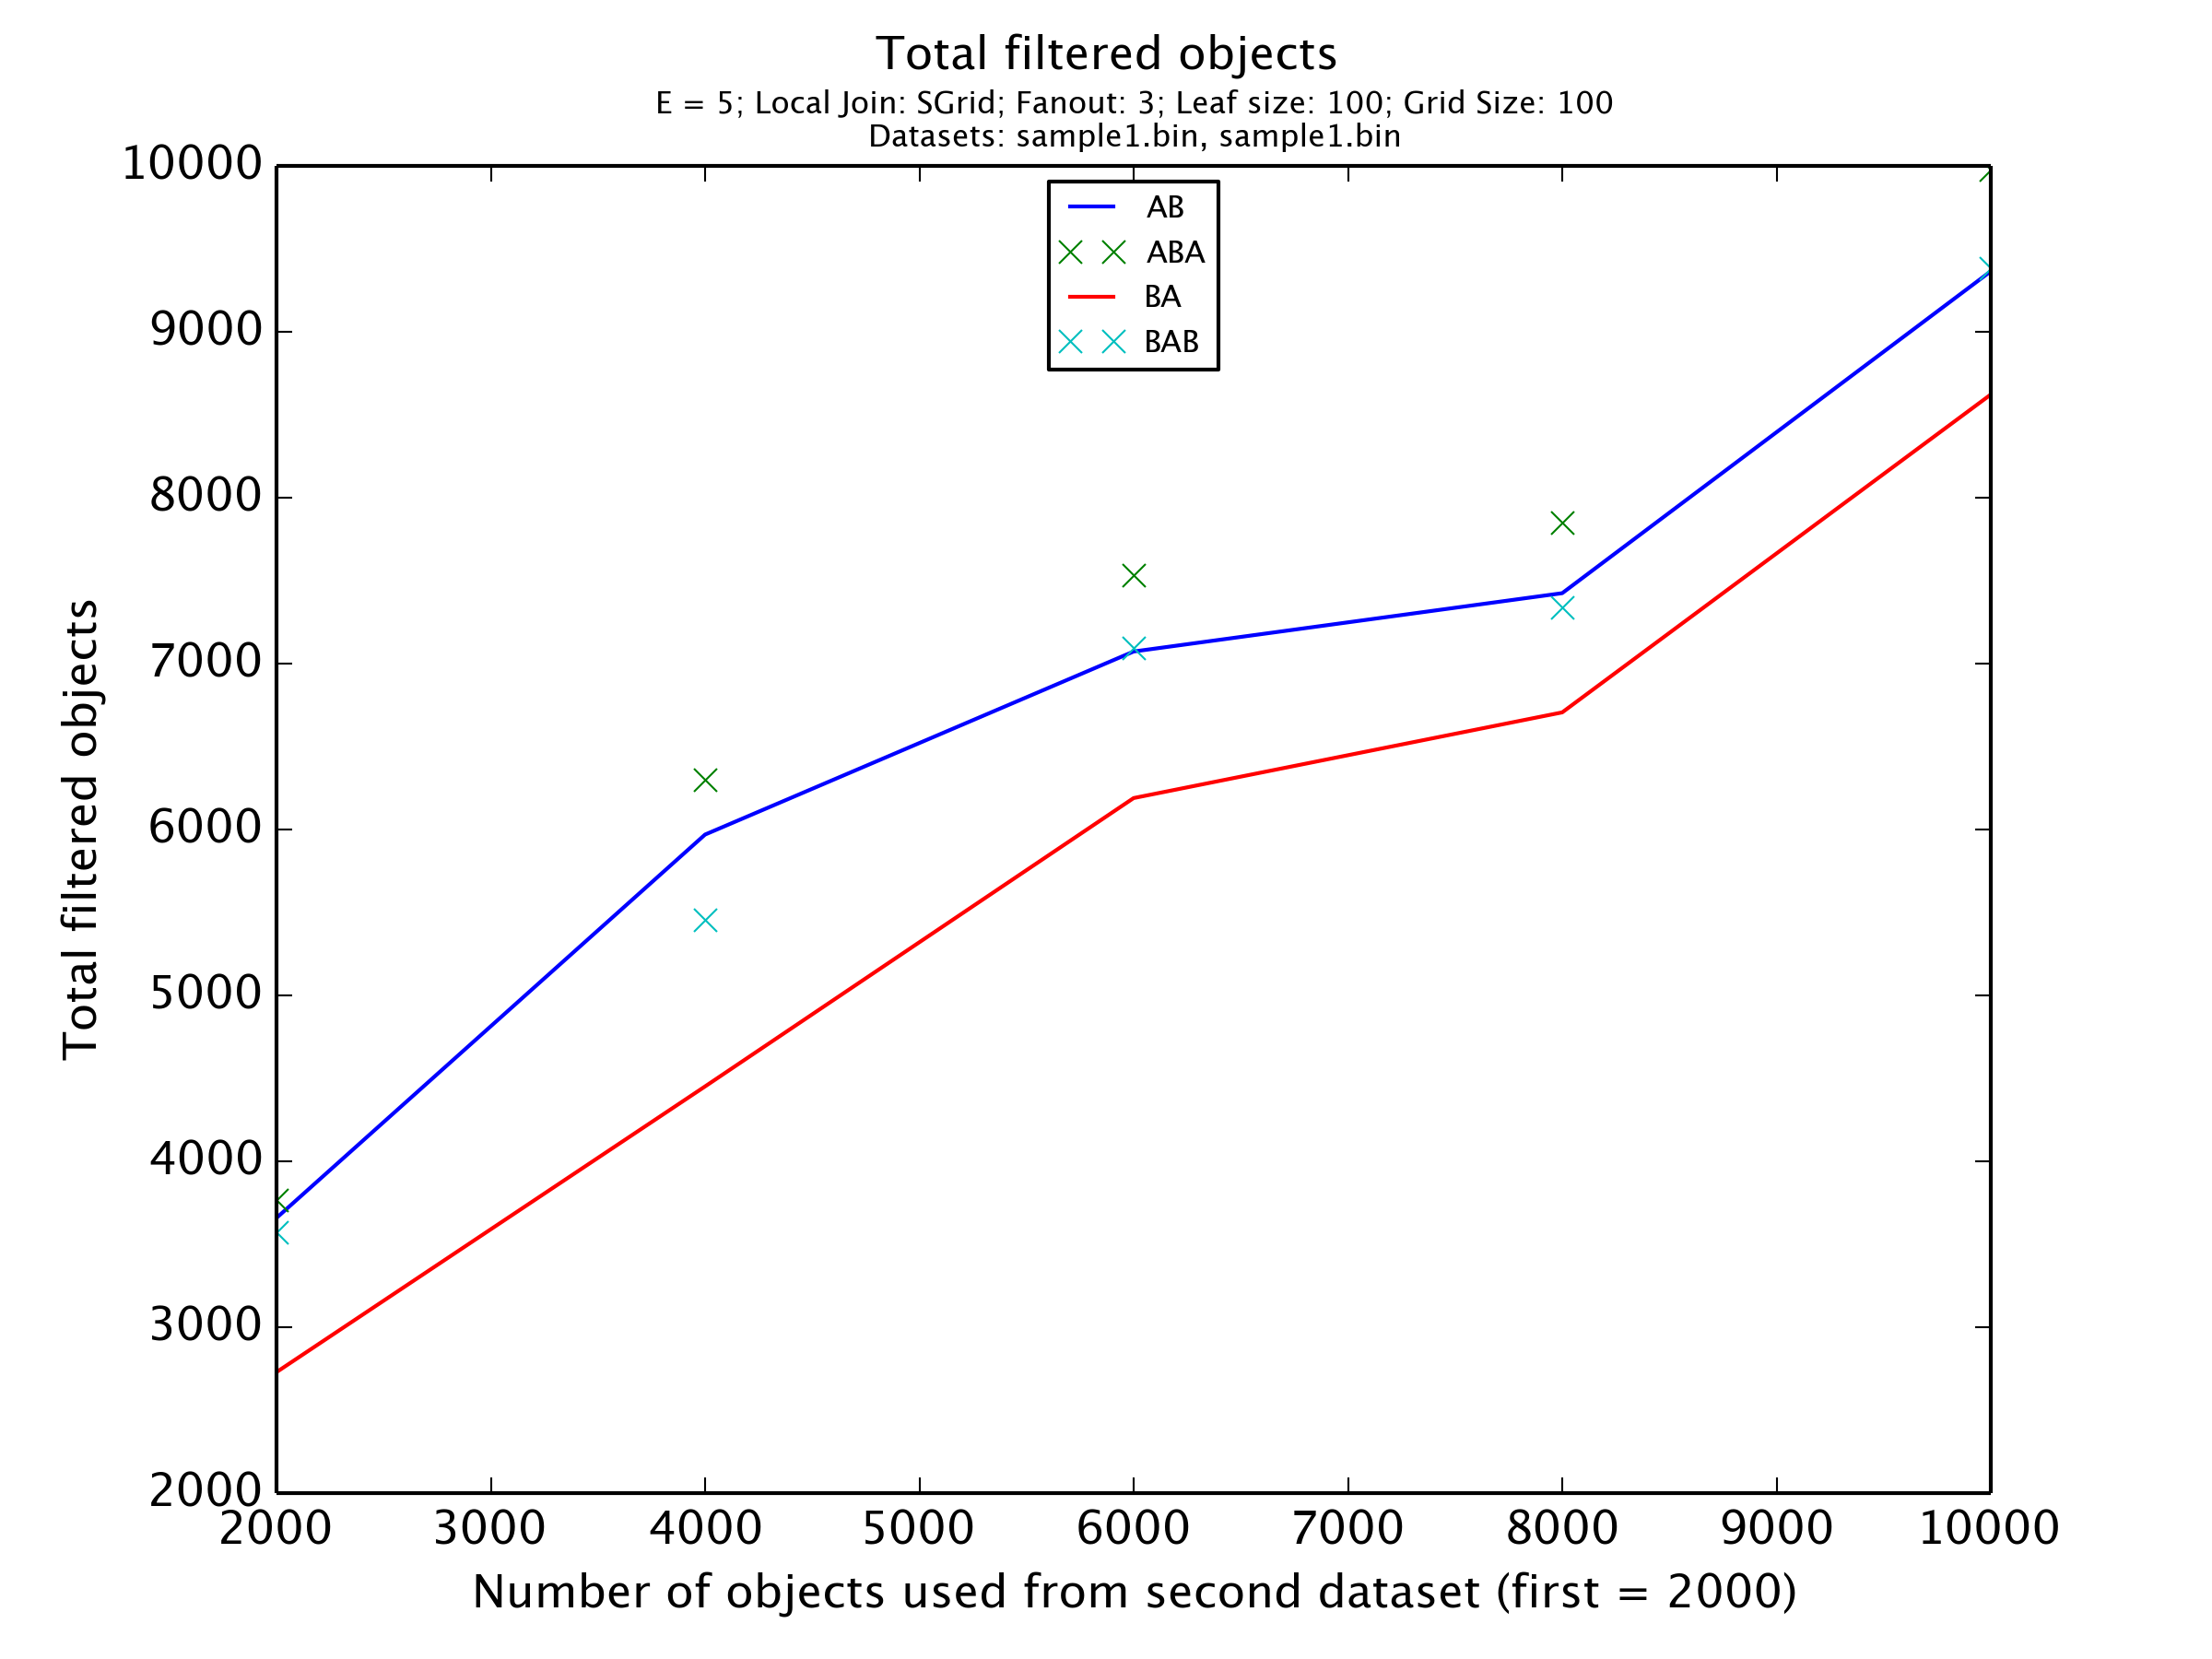 Total filtered objects
E = 5; Local Join: SGrid; Fanout: 3; Leaf size: 100; Grid Size: 100
Datasets: sample1.bin, sample1.bin
AB
ABA
BA
BAB
Total filtered objects
10000
9000
8000
7000
6000
5000
4000
3000
2000
2000 3000 4000 5000 6000 7000 8000 9000 10000
Number of objects used from second dataset (first = 2000)